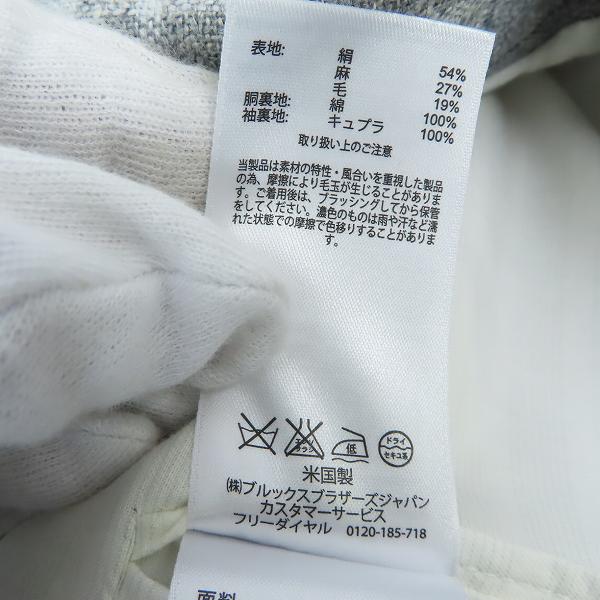 表地: 絹 54%
麻 27%
毛 19%
胴裏地: 綿 100%
袖裏地: キュプラ 100%
取り扱い上のご注意
当製品は素材の特性・風合いを重視した製品
の為、摩擦により毛玉が生じることがありま
す。ご着用後は、ブラッシングしてから保管
をしてください。濃色のものは雨や汗など濡
れた状態での摩擦で色移りすることがありま
す。
エンソ
サラシ
低
ドライ
セキユ系
米国製
(株)ブルックスブラザーズジャパン
カスタマーサービス
フリーダイヤル 0120-185-718
面料